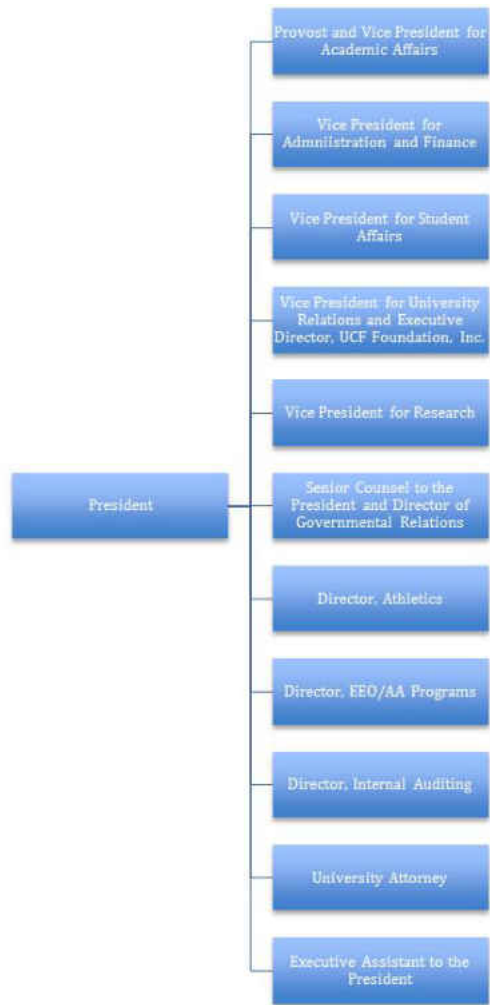 Provost and Vice President for
Academic Affairs
Vice President for
Admniistration and Finance
Vice President for Student
Affairs
Vice President for University
Relations and Executive
Director, UCF Foundation, Inc.
Vice President for Research
President
Senior Counsel to the
President and Director of
Governmental Relations
Director, Athletics
Director, EEO/AA Programs
Director, Internal Auditing
University Attorney
Executive Assistant to the
President